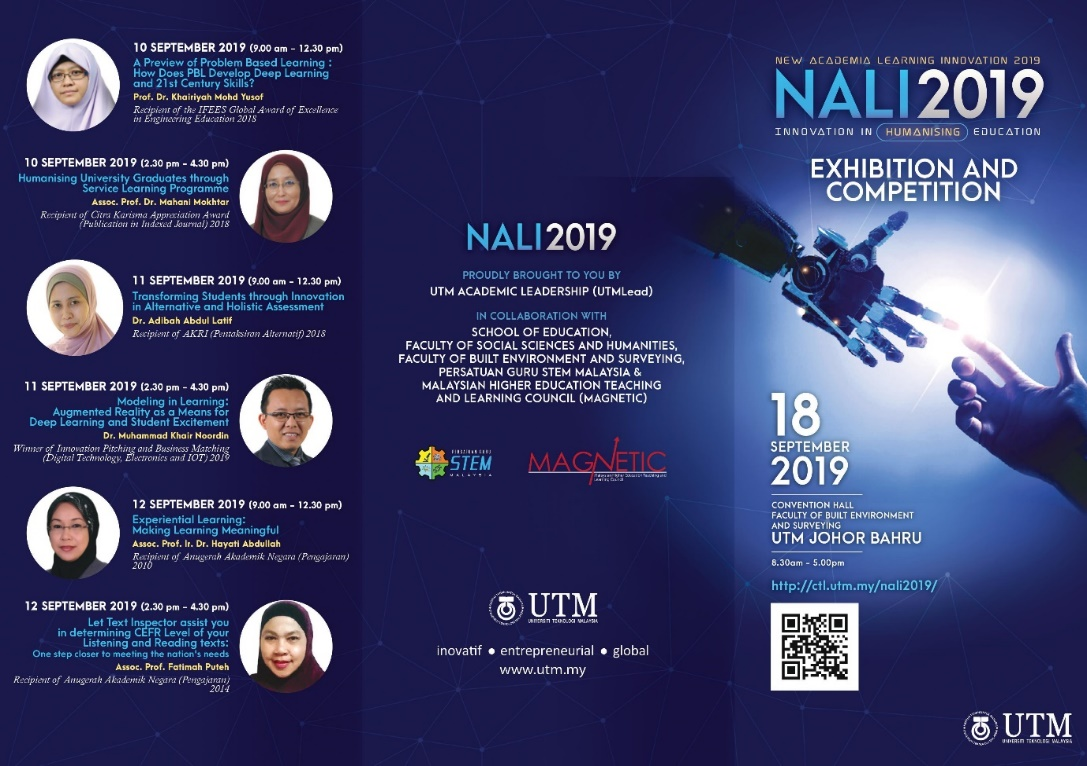 10 SEPTEMBER 2019 (9.00 am - 12.30 pm)
A Preview of Problem Based Learning :
How Does PBL Develop Deep Learning
and 21st Century Skills?
Prof. Dr. Khairiyah Mohd Yusof
Recipient of the IFEES Global Award of Excellence
in Engineering Education 2018
10 SEPTEMBER 2019 (2.30 pm - 4.30 pm)
Humanising University Graduates through
Service Learning Programme
Assoc. Prof. Dr. Mahani Mokhtar
Recipient of Citra Karisma Appreciation Award
(Publication in Indexed Journal) 2018
11 SEPTEMBER 2019 (9.00 am - 12.30 pm)
Transforming Students through Innovation
in Alternative and Holistic Assessment
Dr. Adibah Abdul Latif
Recipient of AKRI (Pentaksiran Alternatif) 2018
11 SEPTEMBER 2019 (2.30 pm - 4.30 pm)
Modeling in Learning:
Augmented Reality as a Means for
Deep Learning and Student Excitement
Dr. Muhammad Khair Noordin
Winner of Innovation Pitching and Business Matching
(Digital Technology, Electronics and IOT) 2019
12 SEPTEMBER 2019 (9.00 am - 12.30 pm)
Experiential Learning:
Making Learning Meaningful
Assoc. Prof. Ir. Dr. Hayati Abdullah
Recipient of Anugerah Akademik Negara (Pengajaran)
2010
12 SEPTEMBER 2019 (2.30 pm - 4.30 pm)
Let Text Inspector assist you
in determining CEFR Level of your
Listening and Reading texts:
One step closer to meeting the nation's needs
Assoc. Prof. Fatimah Puteh
Recipient of Anugerah Akademik Negara (Pengajaran)
2014
NALI2019
PROUDLY BROUGHT TO YOU BY
UTM ACADEMIC LEADERSHIP (UTMLead)
IN COLLABORATION WITH
SCHOOL OF EDUCATION,
FACULTY OF SOCIAL SCIENCES AND HUMANITIES,
FACULTY OF BUILT ENVIRONMENT AND SURVEYING,
PERSATUAN GURU STEM MALAYSIA &
MALAYSIAN HIGHER EDUCATION TEACHING
AND LEARNING COUNCIL (MAGNETIC)
STEM
MALAYSIA
MAGNETIC
Learning Council
UTM
UNIVERSITI TEKNOLOGI MALAYSIA
inovatif ● entrepreneurial ● global
www.utm.my
NEW ACADEMIA LEARNING INNOVATION 2019
NALI2019
INNOVATION IN HUMANISING EDUCATION
EXHIBITION AND
COMPETITION
18
SEPTEMBER
2019
CONVENTION HALL
FACULTY OF BUILT ENVIRONMENT
AND SURVEYING
UTM JOHOR BAHRU
8.30am - 5.00pm
http://ctl.utm.my/nali2019/
UTM
UNIVERSITI TEKNOLOGI MALAYSIA